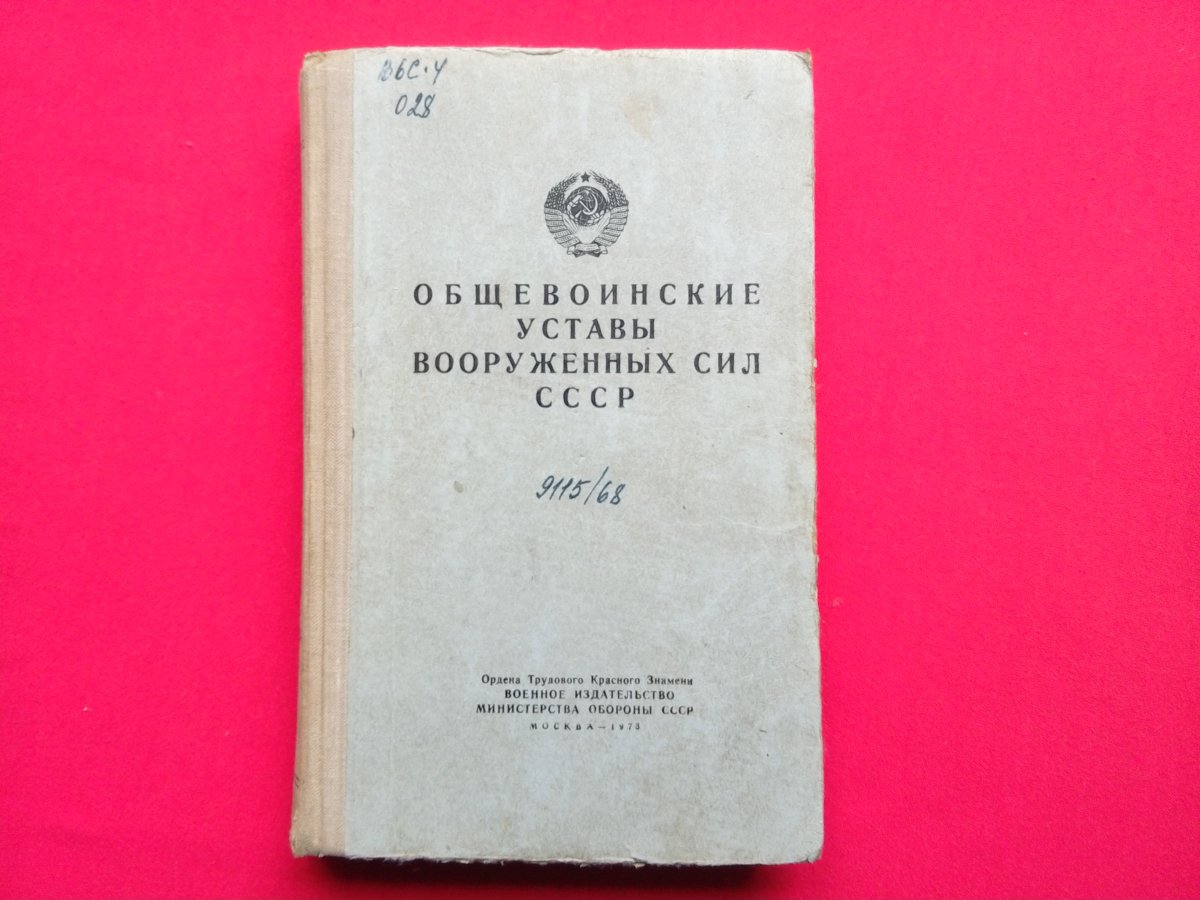 ВБС·У
028
ОБЩЕВОИНСКИЕ
УСТАВЫ
ВООРУЖЕННЫХ СИЛ
СССР
9115/68
Ордена Трудового Красного Знамени
ВОЕННОЕ ИЗДАТЕЛЬСТВО
МИНИСТЕРСТВА ОБОРОНЫ СССР
МОСКВА — 1973